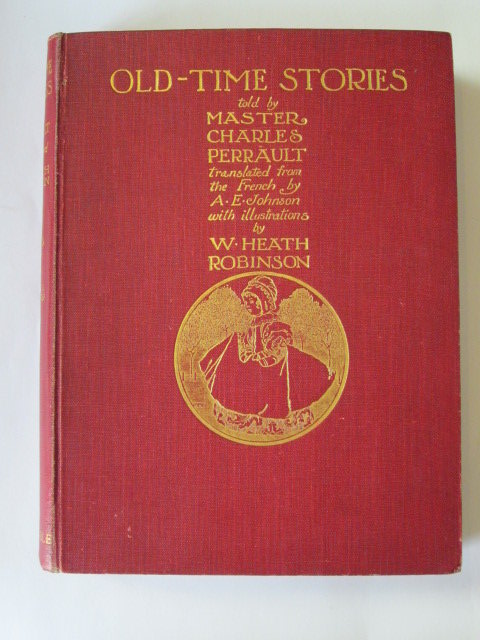 OLD-TIME STORIES
told by
MASTER
CHARLES
PERRAULT
translated from
the French by
A·E·Johnson
with illustrations
by
W·HEATH
ROBINSON